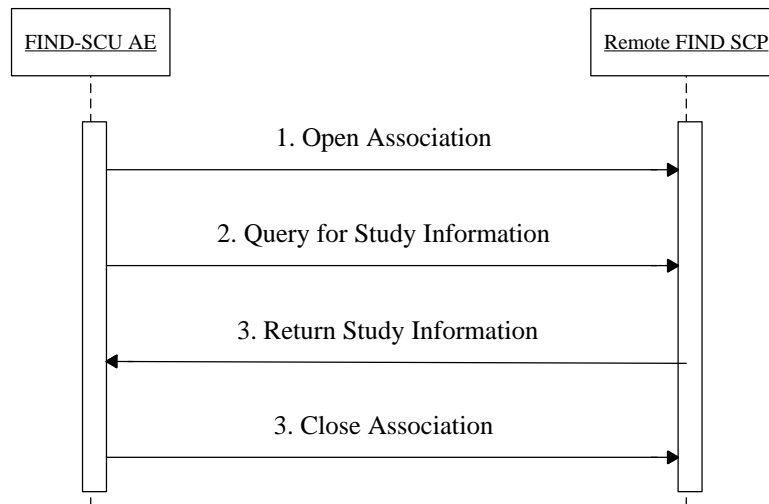 FIND-SCU AE
Remote FIND SCP
1. Open Association
2. Query for Study Information
3. Return Study Information
3. Close Association